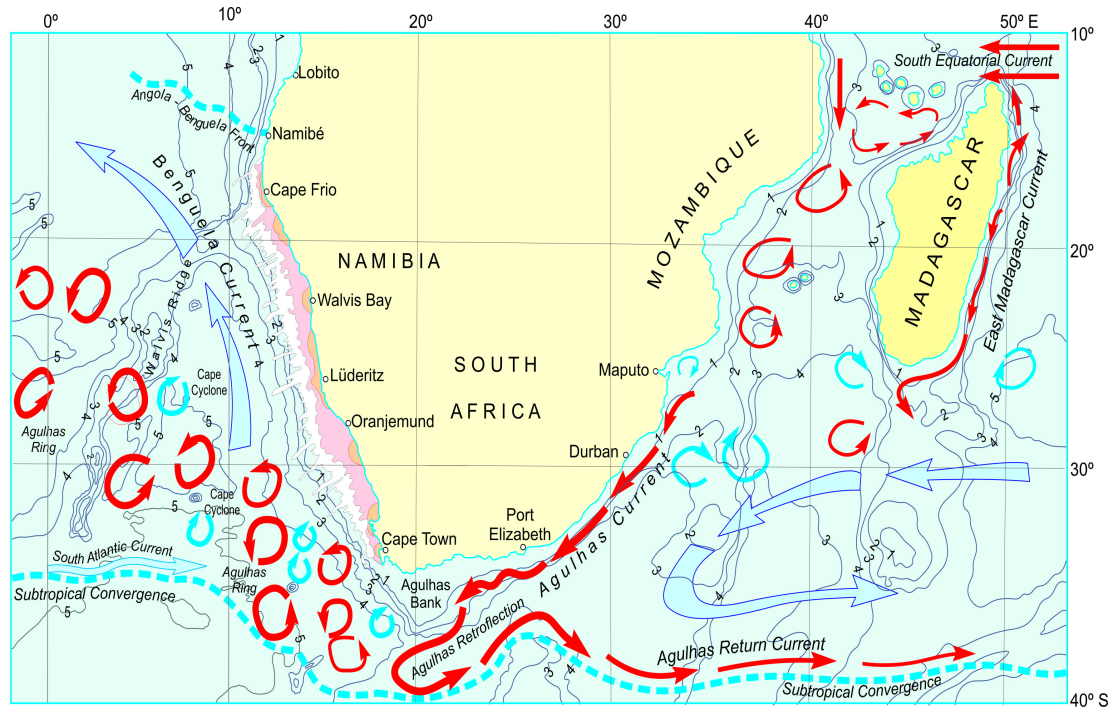 0º 10º 20º 30º 40º 50º E
10º
Lobito
South Equatorial Current
Angola - Benguela Front
Namibé
Benguela Current
Cape Frio
MOZAMBIQUE
MADAGASCAR
East Madagascar Current
20º
NAMIBIA
Walvis Ridge
Walvis Bay
SOUTH
AFRICA
Cape
Cyclone
Lüderitz
Maputo
Agulhas
Ring
Oranjemund
Durban
30º
Cape
Cyclone
Agulhas Current
Port
Elizabeth
Cape Town
South Atlantic Current
Subtropical Convergence
Agulhas
Ring
Agulhas
Bank
Agulhas Retroflection
Agulhas Return Current
Subtropical Convergence
40º S